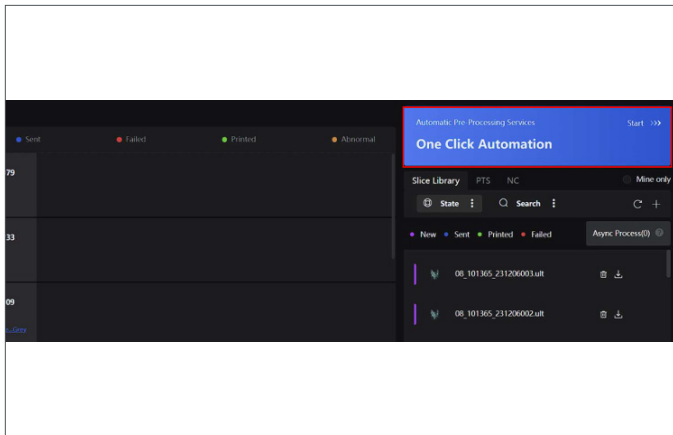 Automatic Pre Processing Services
Start >>>
One Click Automation
Sent
Failed
Printed
Abnormal
79
Slice Library
PTS
NC
Mine only
State
Search
33
New
Sent
Printed
Failed
Async Process(0)
08_101365_231206003.ult
09
08_101365_231206002.ult